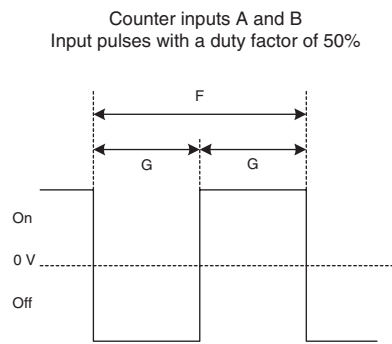 Counter inputs A and B
Input pulses with a duty factor of 50%
F
G G
On
0 V
Off